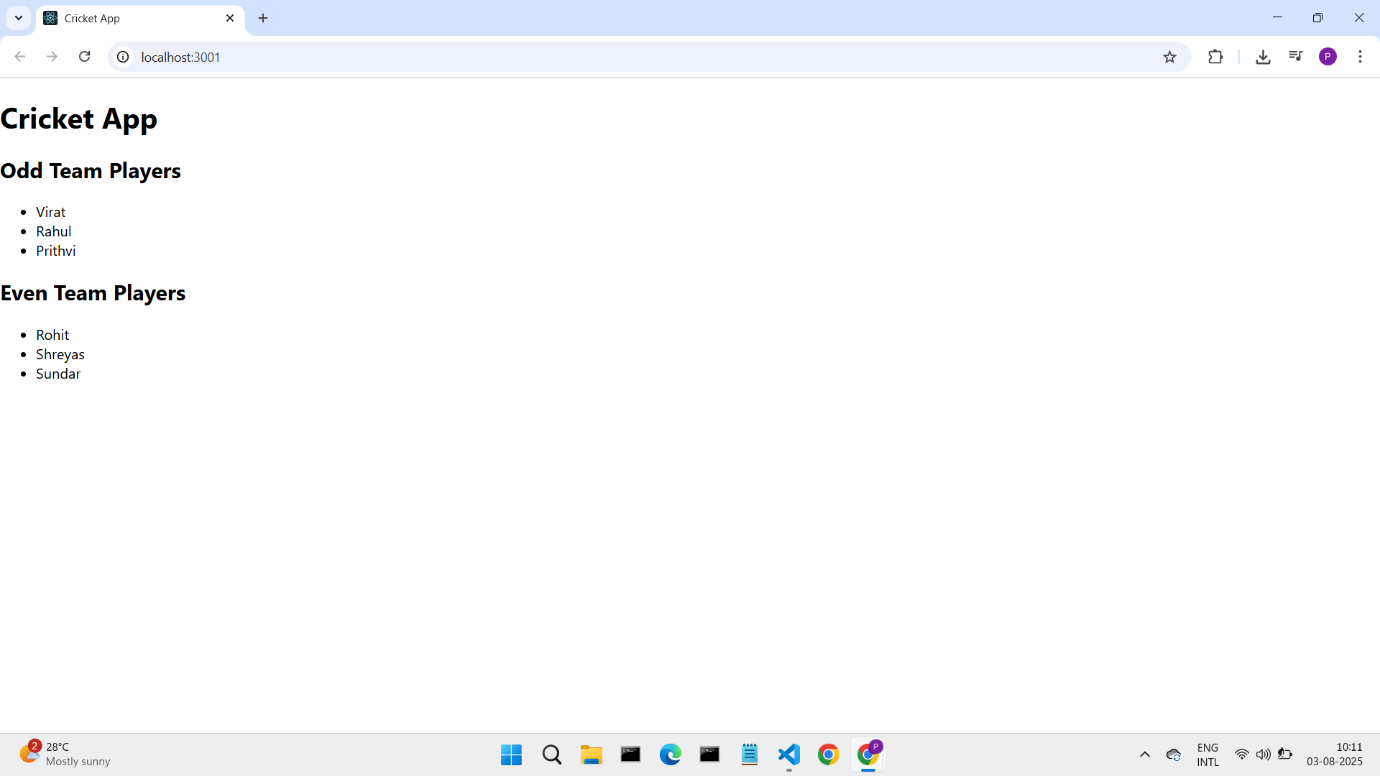 Cricket App
localhost:3001
P
Cricket App
Odd Team Players
Virat
Rahul
Prithvi
Even Team Players
Rohit
Shreyas
Sundar
2
28°C
Mostly sunny
P
ENG
INTL
10:11
03-08-2025